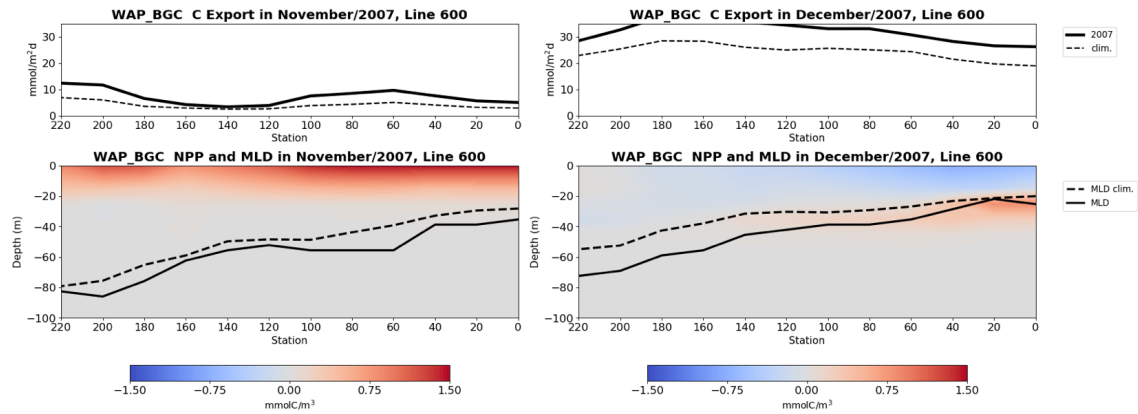 WAP_BGC C Export in November/2007, Line 600
30
20
10
0
mmol/m²d
220 200 180 160 140 120 100 80 60 40 20 0
Station
WAP_BGC C Export in December/2007, Line 600
30
20
10
0
mmol/m²d
220 200 180 160 140 120 100 80 60 40 20 0
Station
2007
clim.
WAP_BGC NPP and MLD in November/2007, Line 600
0
−20
−40
−60
−80
−100
Depth (m)
220 200 180 160 140 120 100 80 60 40 20 0
Station
WAP_BGC NPP and MLD in December/2007, Line 600
0
−20
−40
−60
−80
−100
Depth (m)
220 200 180 160 140 120 100 80 60 40 20 0
Station
MLD clim.
MLD
−1.50 −0.75 0.00 0.75 1.50
mmolC/m³
−1.50 −0.75 0.00 0.75 1.50
mmolC/m³